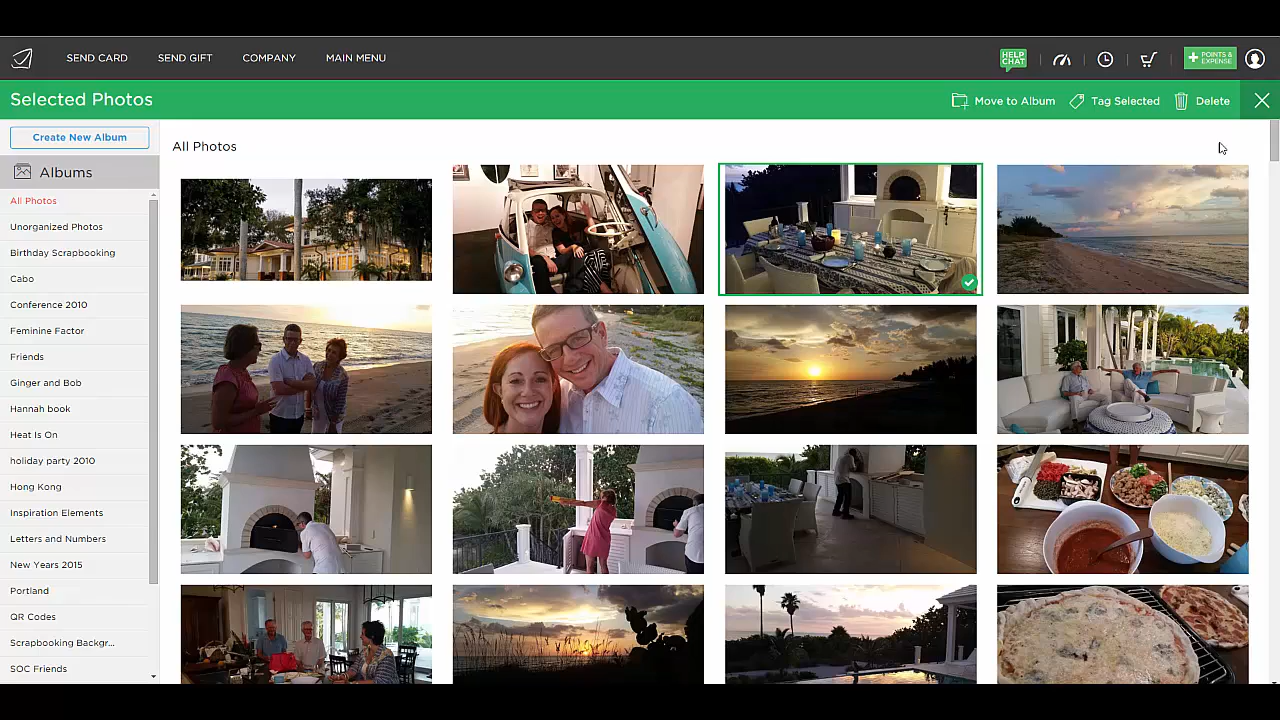 SEND CARD SEND GIFT COMPANY MAIN MENU HELP CHAT + POINTS & EXPENSE
Selected Photos Move to Album Tag Selected Delete
Create New Album
All Photos
Albums
All Photos
Unorganized Photos
Birthday Scrapbooking
Cabo
Conference 2010
Feminine Factor
Friends
Ginger and Bob
Hannah book
Heat Is On
holiday party 2010
Hong Kong
Inspiration Elements
Letters and Numbers
New Years 2015
Portland
QR Codes
Scrapbooking Backgr...
SOC Friends